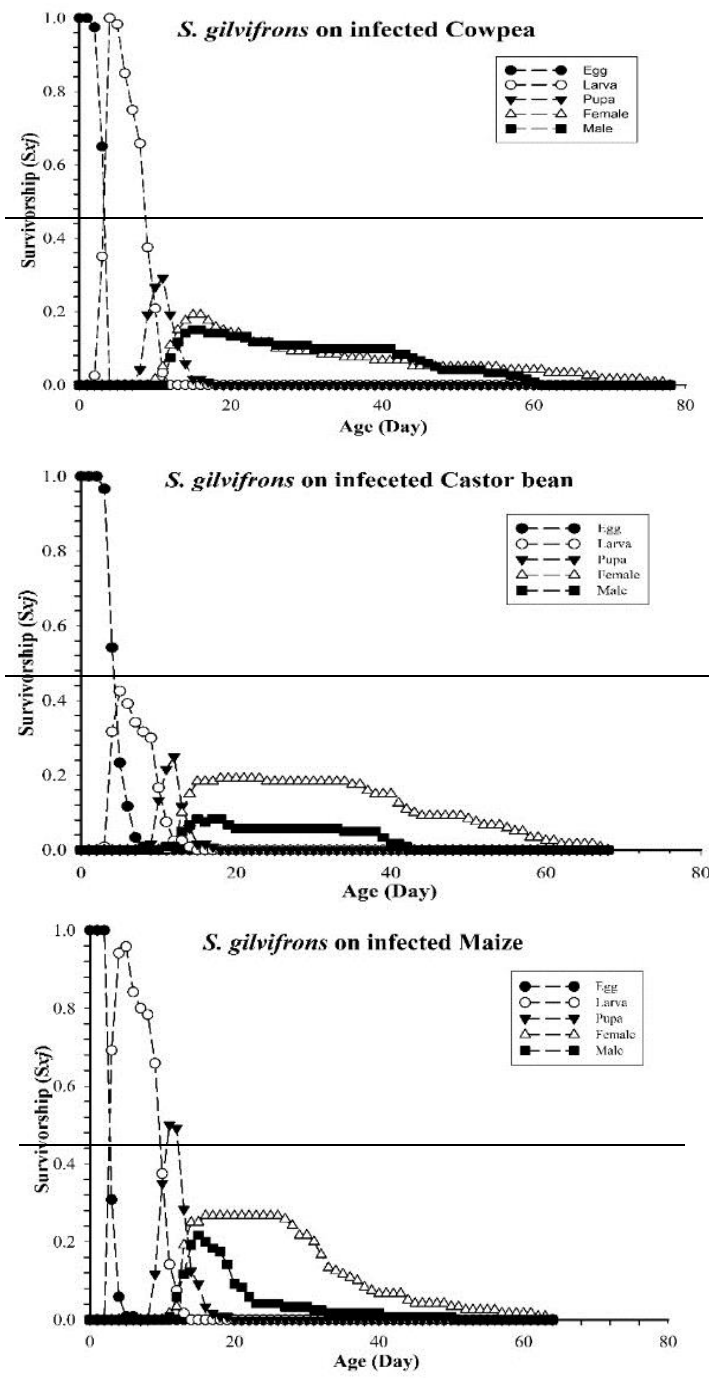 S. gilvifrons on infected Cowpea
Egg
Larva
Pupa
Female
Male
Survivorship (Sxj)
1.0
0.8
0.6
0.4
0.2
0.0
0
20
40
60
80
Age (Day)
S. gilvifrons on infeceted Castor bean
Egg
Larva
Pupa
Female
Male
Survivorship (Sxj)
1.0
0.8
0.6
0.4
0.2
0.0
0
20
40
60
80
Age (Day)
S. gilvifrons on infected Maize
Egg
Larva
Pupa
Female
Male
Survivorship (Sxj)
1.0
0.8
0.6
0.4
0.2
0.0
0
20
40
60
80
Age (Day)